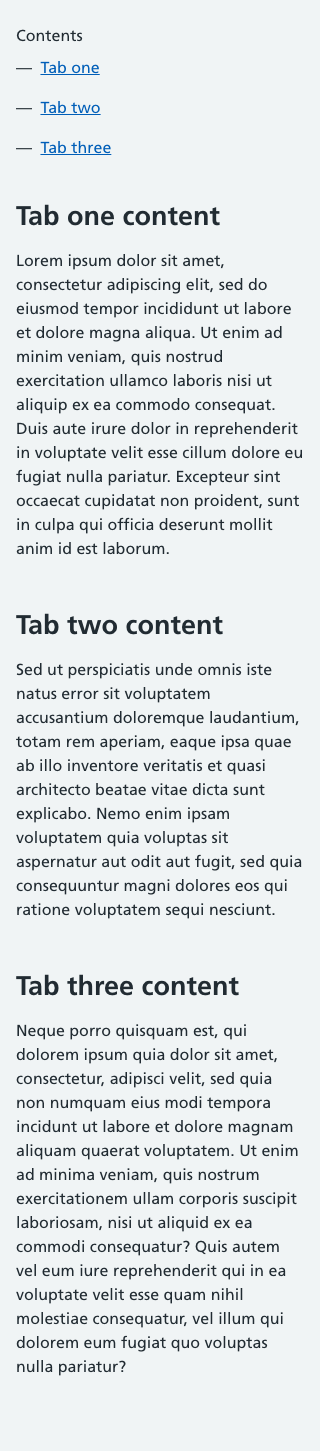 Contents
— Tab one
— Tab two
— Tab three
Tab one content
Lorem ipsum dolor sit amet,
consectetur adipiscing elit, sed do
eiusmod tempor incididunt ut labore
et dolore magna aliqua. Ut enim ad
minim veniam, quis nostrud
exercitation ullamco laboris nisi ut
aliquip ex ea commodo consequat.
Duis aute irure dolor in reprehenderit
in voluptate velit esse cillum dolore eu
fugiat nulla pariatur. Excepteur sint
occaecat cupidatat non proident, sunt
in culpa qui officia deserunt mollit
anim id est laborum.
Tab two content
Sed ut perspiciatis unde omnis iste
natus error sit voluptatem
accusantium doloremque laudantium,
totam rem aperiam, eaque ipsa quae
ab illo inventore veritatis et quasi
architecto beatae vitae dicta sunt
explicabo. Nemo enim ipsam
voluptatem quia voluptas sit
aspernatur aut odit aut fugit, sed quia
consequuntur magni dolores eos qui
ratione voluptatem sequi nesciunt.
Tab three content
Neque porro quisquam est, qui
dolorem ipsum quia dolor sit amet,
consectetur, adipisci velit, sed quia
non numquam eius modi tempora
incidunt ut labore et dolore magnam
aliquam quaerat voluptatem. Ut enim
ad minima veniam, quis nostrum
exercitationem ullam corporis suscipit
laboriosam, nisi ut aliquid ex ea
commodi consequatur? Quis autem
vel eum iure reprehenderit qui in ea
voluptate velit esse quam nihil
molestiae consequatur, vel illum qui
dolorem eum fugiat quo voluptas
nulla pariatur?